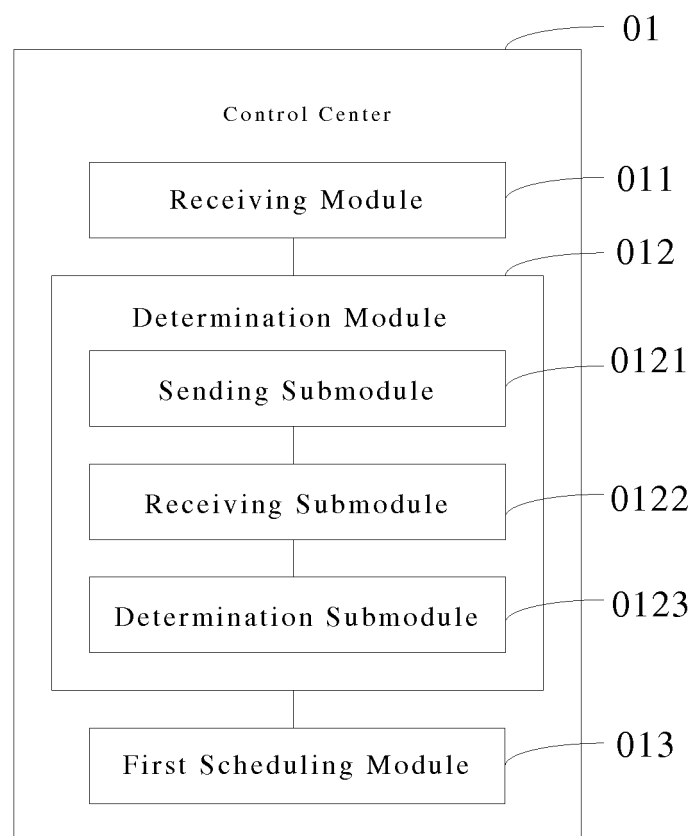 01
Control Center
Receiving Module
011
012
Determination Module
Sending Submodule
0121
Receiving Submodule
0122
Determination Submodule
0123
First Scheduling Module
013